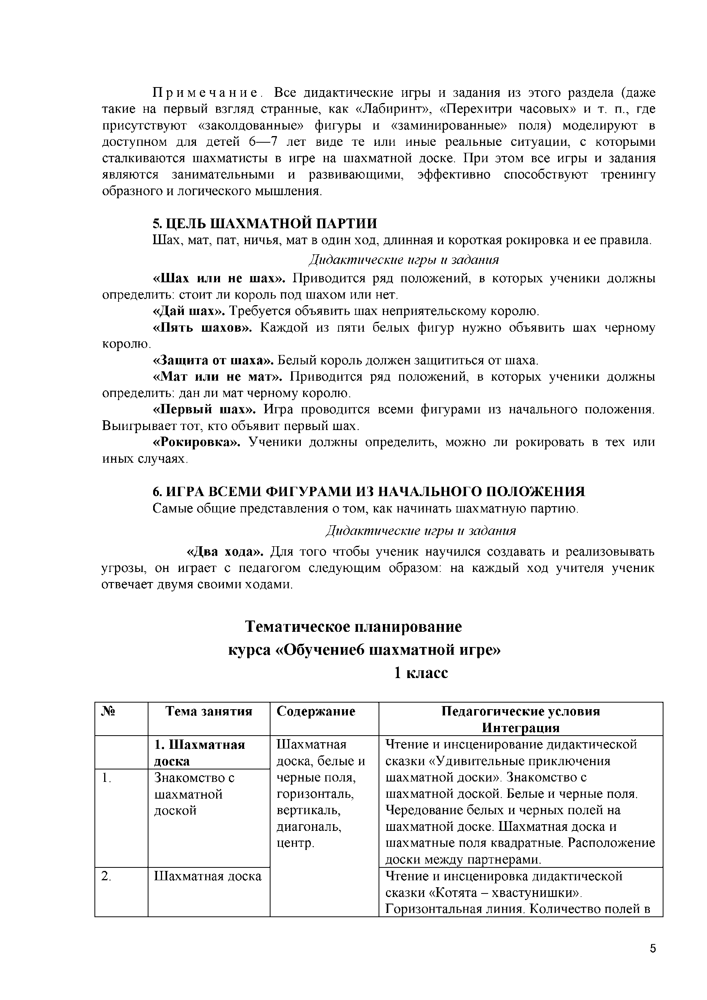 Примечание. Все дидактические игры и задания из этого раздела (даже
такие на первый взгляд странные, как «Лабиринт», «Перехитри часовых» и т. п., где
присутствуют «заколдованные» фигуры и «заминированные» поля) моделируют в
доступном для детей 6—7 лет виде те или иные реальные ситуации, с которыми
сталкиваются шахматисты в игре на шахматной доске. При этом все игры и задания
являются занимательными и развивающими, эффективно способствуют тренингу
образного и логического мышления.
5. ЦЕЛЬ ШАХМАТНОЙ ПАРТИИ
Шах, мат, пат, ничья, мат в один ход, длинная и короткая рокировка и ее правила.
Дидактические игры и задания
«Шах или не шах». Приводится ряд положений, в которых ученики должны
определить: стоит ли король под шахом или нет.
«Дай шах». Требуется объявить шах неприятельскому королю.
«Пять шахов». Каждой из пяти белых фигур нужно объявить шах черному
королю.
«Защита от шаха». Белый король должен защититься от шаха.
«Мат или не мат». Приводится ряд положений, в которых ученики должны
определить: дан ли мат черному королю.
«Первый шах». Игра проводится всеми фигурами из начального положения.
Выигрывает тот, кто объявит первый шах.
«Рокировка». Ученики должны определить, можно ли рокировать в тех или
иных случаях.
6. ИГРА ВСЕМИ ФИГУРАМИ ИЗ НАЧАЛЬНОГО ПОЛОЖЕНИЯ
Самые общие представления о том, как начинать шахматную партию.
Дидактические игры и задания
«Два хода». Для того чтобы ученик научился создавать и реализовывать
угрозы, он играет с педагогом следующим образом: на каждый ход учителя ученик
отвечает двумя своими ходами.
Тематическое планирование
курса «Обучение6 шахматной игре»
1 класс
№
Тема занятия
Содержание
Педагогические условия
Интеграция
1. Шахматная
доска
Шахматная
доска, белые и
черные поля,
горизонталь,
вертикаль,
диагональ,
центр.
Чтение и инсценирование дидактической
сказки «Удивительные приключения
шахматной доски». Знакомство с
шахматной доской. Белые и черные поля.
Чередование белых и черных полей на
шахматной доске. Шахматная доска и
шахматные поля квадратные. Расположение
доски между партнерами.
1.
Знакомство с
шахматной
доской
2.
Шахматная доска
Чтение и инсценировка дидактической
сказки «Котята – хвастунишки».
Горизонтальная линия. Количество полей в
5